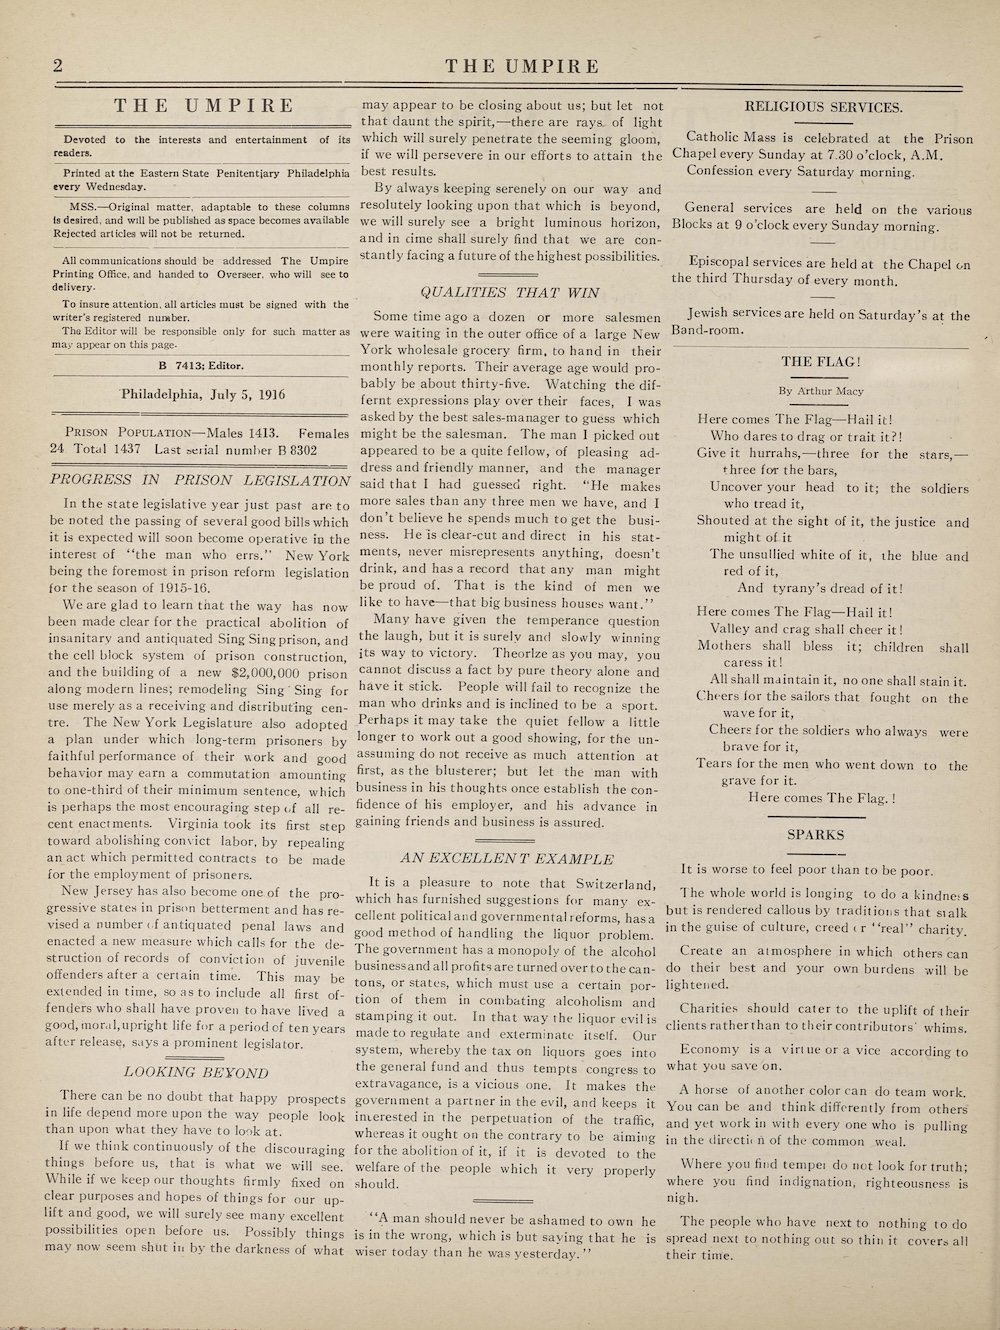 2
THE UMPIRE
THE UMPIRE
Devoted to the interests and entertainment of its
readers.
Printed at the Eastern State Penitentiary Philadelphia
every Wednesday.
MSS.—Original matter, adaptable to these columns
is desired, and will be published as space becomes available
Rejected articles will not be returned.
All communications should be addressed The Umpire
Printing Office, and handed to Overseer, who will see to
delivery.
To insure attention, all articles must be signed with the
writer's registered number.
The Editor will be responsible only for such matter as
may appear on this page.
B 7413; Editor.
Philadelphia, July 5, 1916
PRISON POPULATION—Males 1413. Females
24 Total 1437 Last serial number B 8302
PROGRESS IN PRISON LEGISLATION
In the state legislative year just past are to
be noted the passing of several good bills which
it is expected will soon become operative in the
interest of "the man who errs." New York
being the foremost in prison reform legislation
for the season of 1915-16.
We are glad to learn that the way has now
been made clear for the practical abolition of
insanitary and antiquated Sing Sing prison, and
the cell block system of prison construction,
and the building of a new $2,000,000 prison
along modern lines; remodeling Sing Sing for
use merely as a receiving and distributing cen-
tre. The New York Legislature also adopted
a plan under which long-term prisoners by
faithful performance of their work and good
behavior may earn a commutation amounting
to one-third of their minimum sentence, which
is perhaps the most encouraging step of all re-
cent enactments. Virginia took its first step
toward abolishing convict labor, by repealing
an act which permitted contracts to be made
for the employment of prisoners.
New Jersey has also become one of the pro-
gressive states in prison betterment and has re-
vised a number of antiquated penal laws and
enacted a new measure which calls for the de-
struction of records of conviction of juvenile
offenders after a certain time. This may be
extended in time, so as to include all first of-
fenders who shall have proven to have lived a
good, moral, upright life for a period of ten years
after release, says a prominent legislator.
LOOKING BEYOND
There can be no doubt that happy prospects
in life depend more upon the way people look
than upon what they have to look at.
If we think continuously of the discouraging
things before us, that is what we will see.
While if we keep our thoughts firmly fixed on
clear purposes and hopes of things for our up-
lift and good, we will surely see many excellent
possibilities open before us. Possibly things
may now seem shut in by the darkness of what
may appear to be closing about us; but let not
that daunt the spirit,—there are rays of light
which will surely penetrate the seeming gloom,
if we will persevere in our efforts to attain the
best results.
By always keeping serenely on our way and
resolutely looking upon that which is beyond,
we will surely see a bright luminous horizon,
and in time shall surely find that we are con-
stantly facing a future of the highest possibilities.
QUALITIES THAT WIN
Some time ago a dozen or more salesmen
were waiting in the outer office of a large New
York wholesale grocery firm, to hand in their
monthly reports. Their average age would pro-
bably be about thirty-five. Watching the dif-
fernt expressions play over their faces, I was
asked by the best sales-manager to guess which
might be the salesman. The man I picked out
appeared to be a quite fellow, of pleasing ad-
dress and friendly manner, and the manager
said that I had guessed right. "He makes
more sales than any three men we have, and I
don't believe he spends much to get the busi-
ness. He is clear-cut and direct in his stat-
ments, never misrepresents anything, doesn't
drink, and has a record that any man might
be proud of. That is the kind of men we
like to have—that big business houses want."
Many have given the temperance question
the laugh, but it is surely and slowly winning
its way to victory. Theorize as you may, you
cannot discuss a fact by pure theory alone and
have it stick. People will fail to recognize the
man who drinks and is inclined to be a sport.
Perhaps it may take the quiet fellow a little
longer to work out a good showing, for the un-
assuming do not receive as much attention at
first, as the blusterer; but let the man with
business in his thoughts once establish the con-
fidence of his employer, and his advance in
gaining friends and business is assured.
AN EXCELLENT EXAMPLE
It is a pleasure to note that Switzerland,
which has furnished suggestions for many ex-
cellent political and governmental reforms, has a
good method of handling the liquor problem.
The government has a monopoly of the alcohol
business and all profits are turned over to the can-
tons, or states, which must use a certain por-
tion of them in combating alcoholism and
stamping it out. In that way the liquor evil is
made to regulate and exterminate itself. Our
system, whereby the tax on liquors goes into
the general fund and thus tempts congress to
extravagance, is a vicious one. It makes the
government a partner in the evil, and keeps it
interested in the perpetuation of the traffic,
whereas it ought on the contrary to be aiming
for the abolition of it, if it is devoted to the
welfare of the people which it very properly
should.
"A man should never be ashamed to own he
is in the wrong, which is but saying that he is
wiser today than he was yesterday."
RELIGIOUS SERVICES.
Catholic Mass is celebrated at the Prison
Chapel every Sunday at 7.30 o'clock, A.M.
Confession every Saturday morning.
General services are held on the various
Blocks at 9 o'clock every Sunday morning.
Episcopal services are held at the Chapel on
the third Thursday of every month.
Jewish services are held on Saturday's at the
Band-room.
THE FLAG!
By Arthur Macy
Here comes The Flag—Hail it!
Who dares to drag or trait it?!
Give it hurrahs,—three for the stars,—
three for the bars,
Uncover your head to it; the soldiers
who tread it,
Shouted at the sight of it, the justice and
might of it
The unsullied white of it, the blue and
red of it,
And tyrany's dread of it!
Here comes The Flag—Hail it!
Valley and crag shall cheer it!
Mothers shall bless it; children shall
caress it!
All shall maintain it, no one shall stain it.
Cheers for the sailors that fought on the
wave for it,
Cheers for the soldiers who always were
brave for it,
Tears for the men who went down to the
grave for it.
Here comes The Flag. !
SPARKS
It is worse to feel poor than to be poor.
The whole world is longing to do a kindness
but is rendered callous by traditions that stalk
in the guise of culture, creed or "real" charity.
Create an atmosphere in which others can
do their best and your own burdens will be
lightened.
Charities should cater to the uplift of their
clients rather than to their contributors' whims.
Economy is a virtue or a vice according to
what you save on.
A horse of another color can do team work.
You can be and think differently from others
and yet work in with every one who is pulling
in the direction of the common weal.
Where you find temper do not look for truth;
where you find indignation, righteousness is
nigh.
The people who have next to nothing to do
spread next to nothing out so thin it covers all
their time.